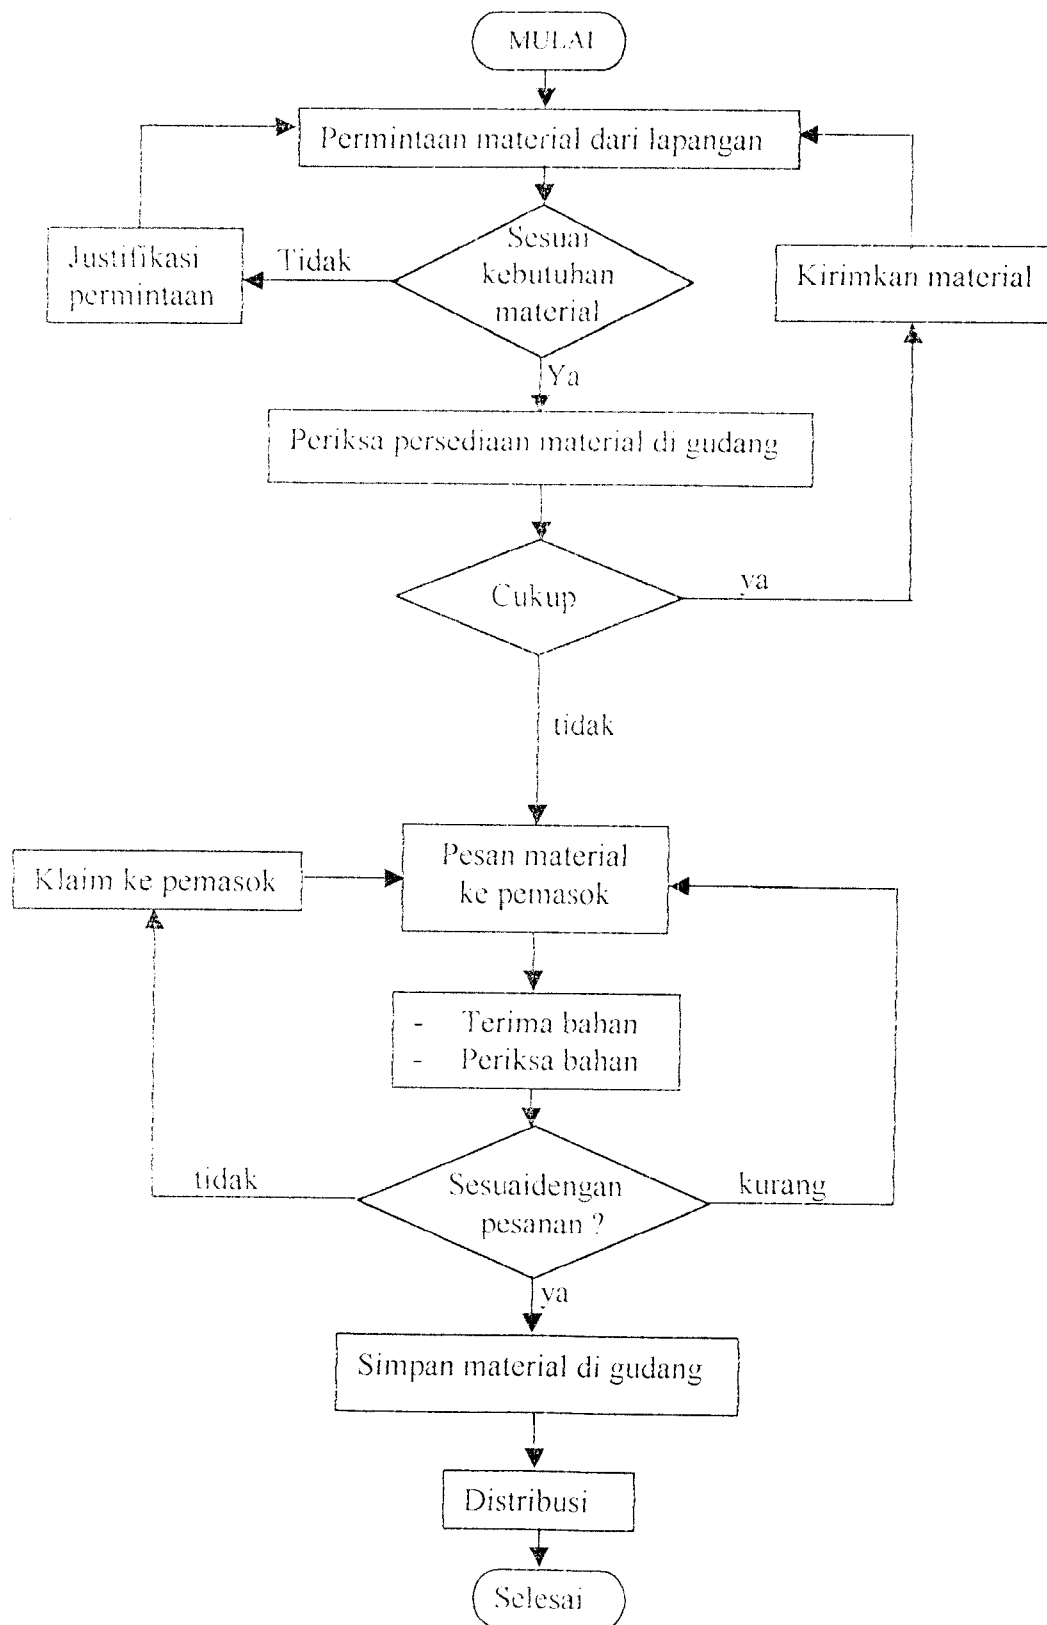 MULAI
Permintaan material dari lapangan
Sesuai
kebutuhan
material
Tidak
Justifikasi
permintaan
Kirimkan material
Ya
Periksa persediaan material di gudang
Cukup
ya
tidak
Pesan material
ke pemasok
Klaim ke pemasok
- Terima bahan
- Periksa bahan
Sesuaidengan
pesanan ?
tidak
kurang
ya
Simpan material di gudang
Distribusi
Selesai